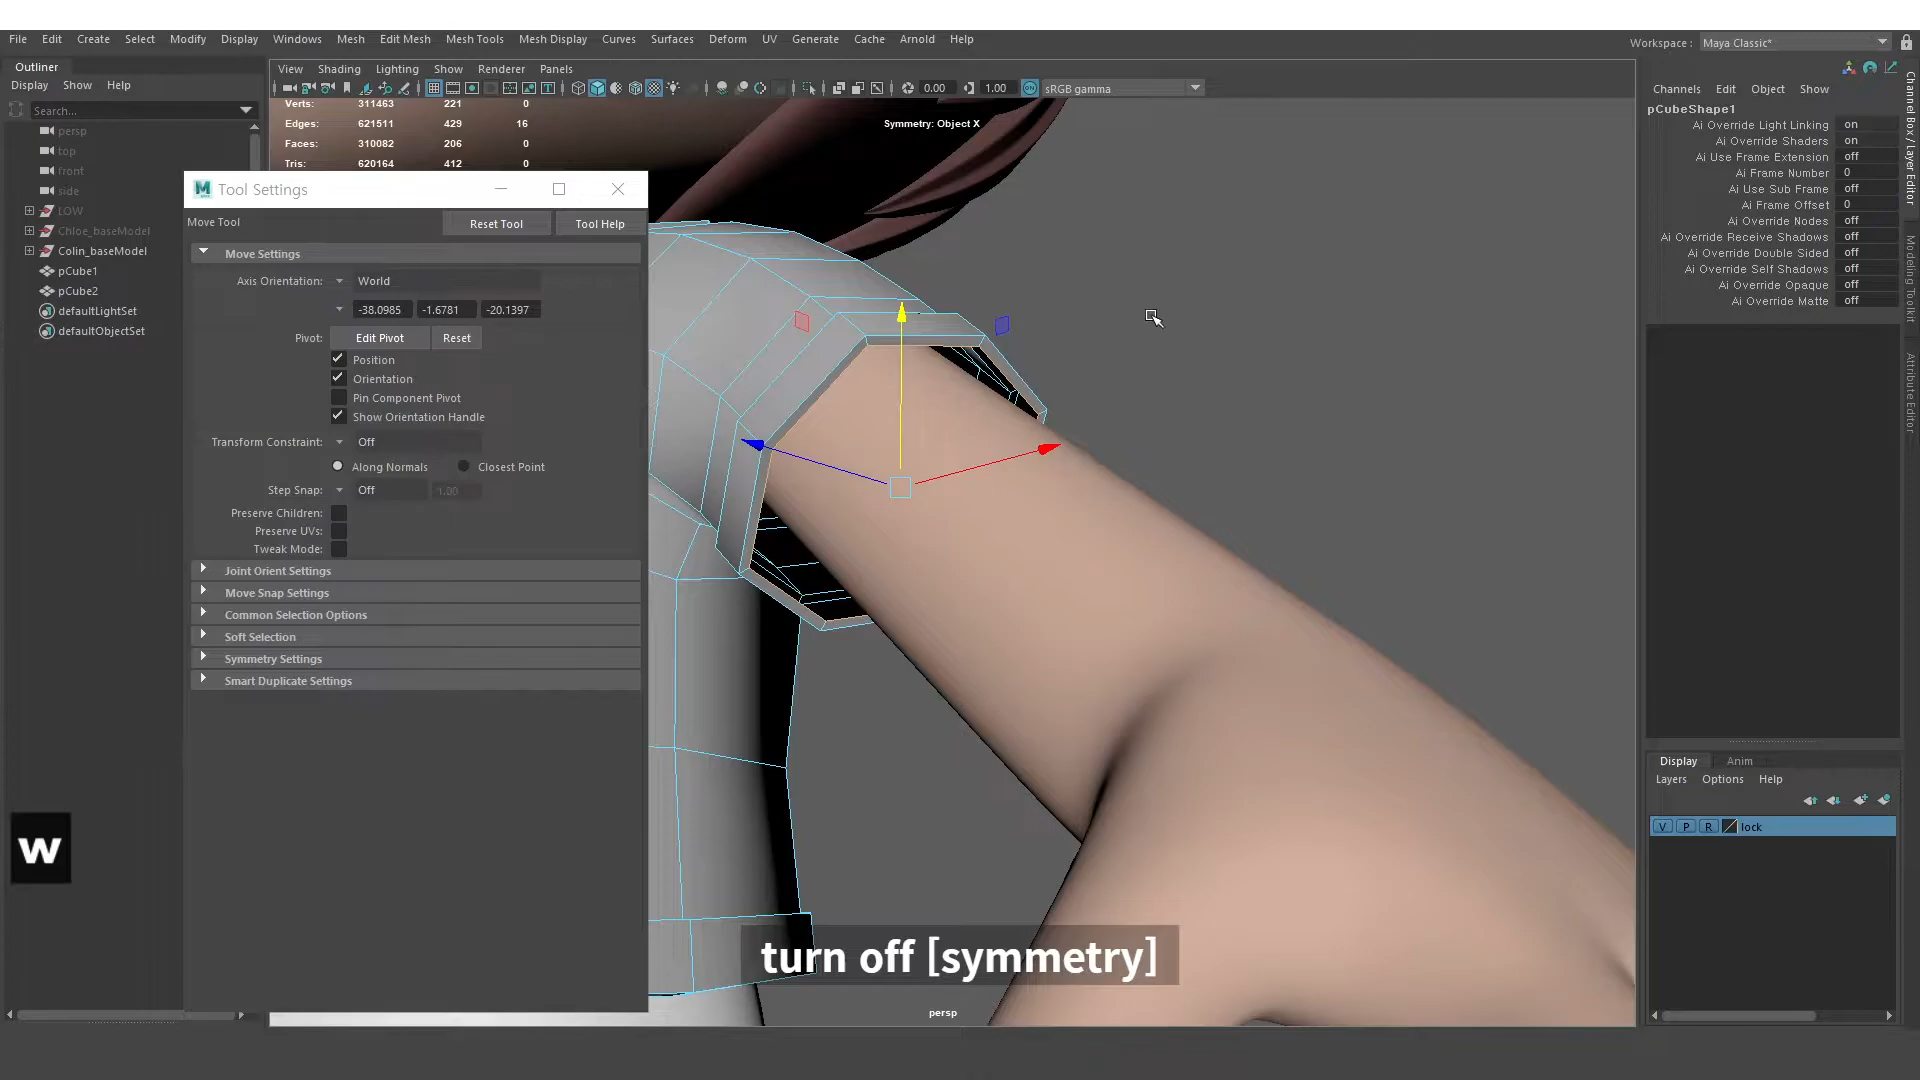 File Edit Create Select Modify Display Windows Mesh Edit Mesh Mesh Tools Mesh Display Curves Surfaces Deform UV Generate Cache Arnold Help
Workspace : Maya Classic*
Outliner
Display Show Help
Search...
persp
top
front
side
LOW
Chloe_baseModel
Colin_baseModel
pCube1
pCube2
defaultLightSet
defaultObjectSet
View Shading Lighting Show Renderer Panels
0.00 1.00 ON sRGB gamma
Verts: 311463 221 0
Edges: 621511 429 16
Faces: 310082 206 0
Tris: 620164 412 0
Symmetry: Object X
M Tool Settings
Move Tool Reset Tool Tool Help
Move Settings
Axis Orientation: World
-38.0985 -1.6781 -20.1397
Pivot: Edit Pivot Reset
Position
Orientation
Pin Component Pivot
Show Orientation Handle
Transform Constraint: Off
Along Normals Closest Point
Step Snap: Off 1.00
Preserve Children:
Preserve UVs:
Tweak Mode:
Joint Orient Settings
Move Snap Settings
Common Selection Options
Soft Selection
Symmetry Settings
Smart Duplicate Settings
W
turn off [symmetry]
persp
Channels Edit Object Show
pCubeShape1
Ai Override Light Linking on
Ai Override Shaders on
Ai Use Frame Extension off
Ai Frame Number 0
Ai Use Sub Frame off
Ai Frame Offset 0
Ai Override Nodes off
Ai Override Receive Shadows off
Ai Override Double Sided off
Ai Override Self Shadows off
Ai Override Opaque off
Ai Override Matte off
Channel Box / Layer Editor
Modeling Toolkit
Attribute Editor
Display Anim
Layers Options Help
V P R lock